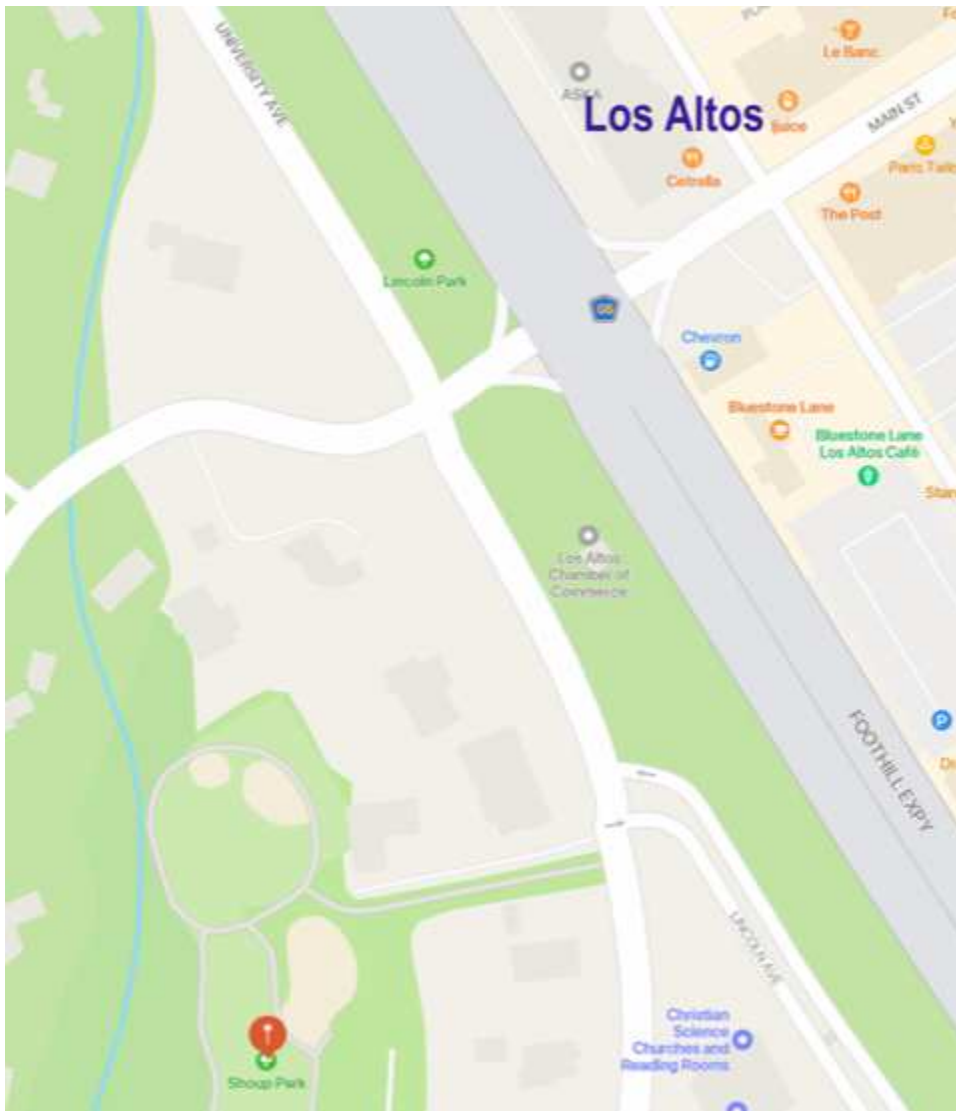 UNIVERSITY AVE
Le Banc
ASKA
Los Altos
Ijuice
MAIN ST
Cetrella
The Post
Lincoln Park
Chevron
Bluestone Lane
Bluestone Lane
Los Altos Café
Los Altos
Chamber of
Commerce
FOOTHILL EXPY
P
LINCOLN AVE
Christian
Science
Churches and
Reading Rooms
Shoup Park